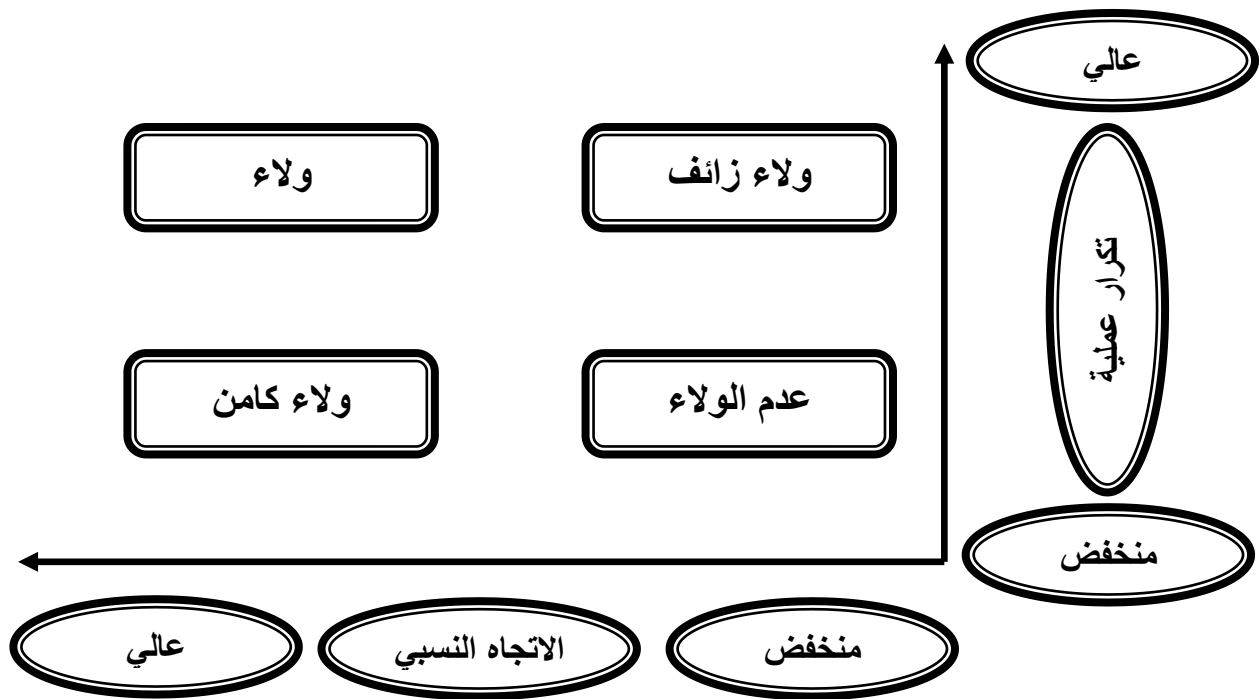 عالي
ولاء زائف
ولاء
تكرار عملية
عدم الولاء
ولاء كامن
منخفض
منخفض
الاتجاه النسبي
عالي